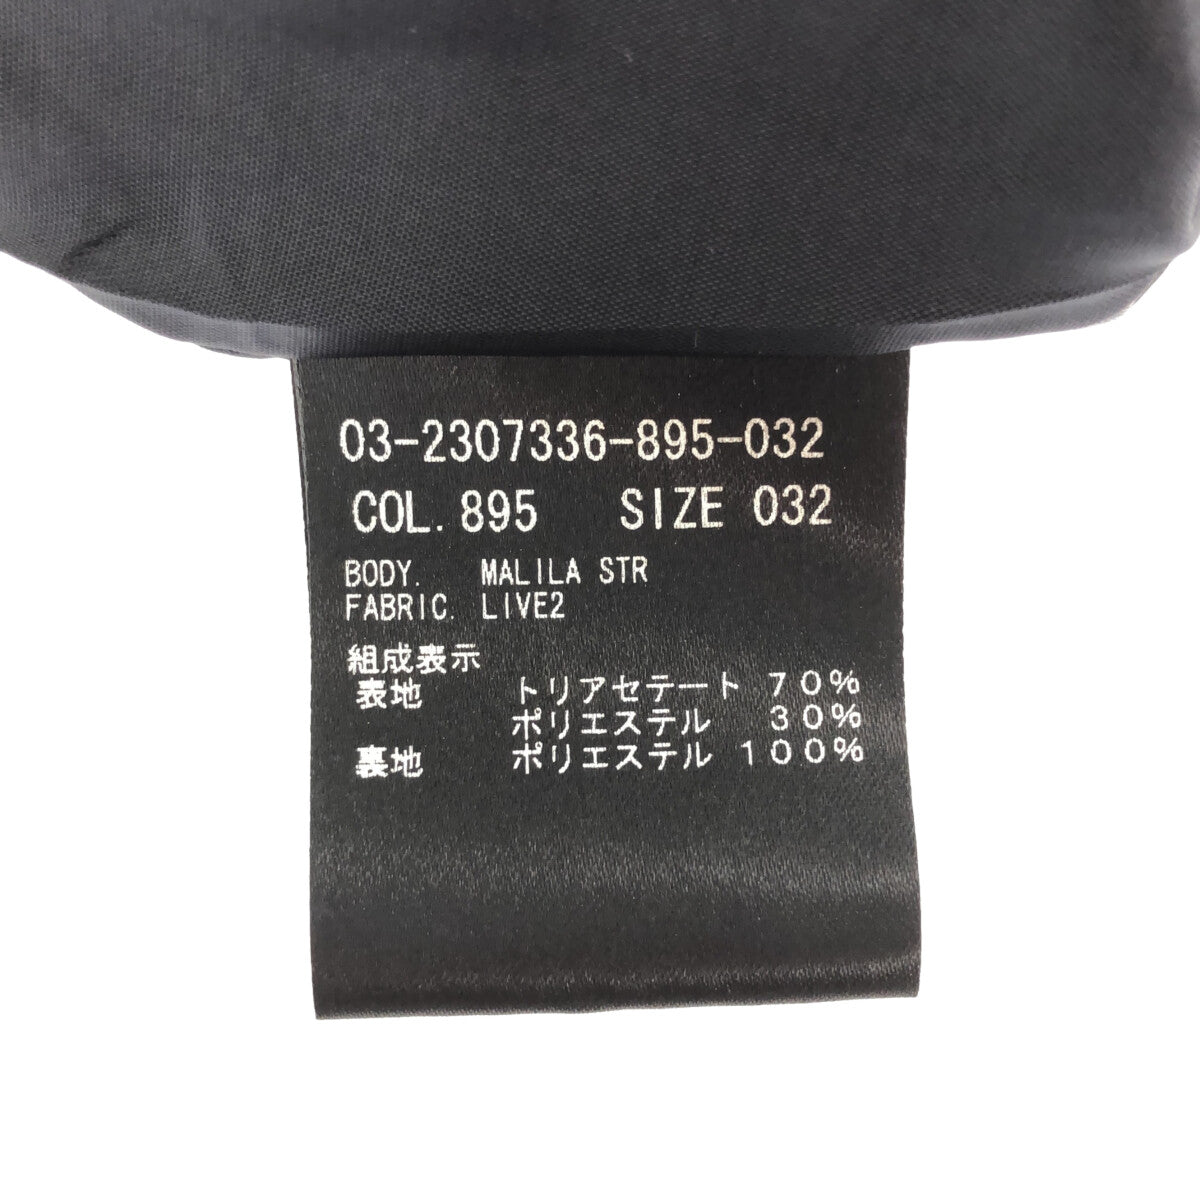 03-2307336-895-032
COL. 895 SIZE 032
BODY. MALILA STR
FABRIC. LIVE2
組成表示
表地 トリアセテート 70%
ポリエステル 30%
裏地 ポリエステル 100%